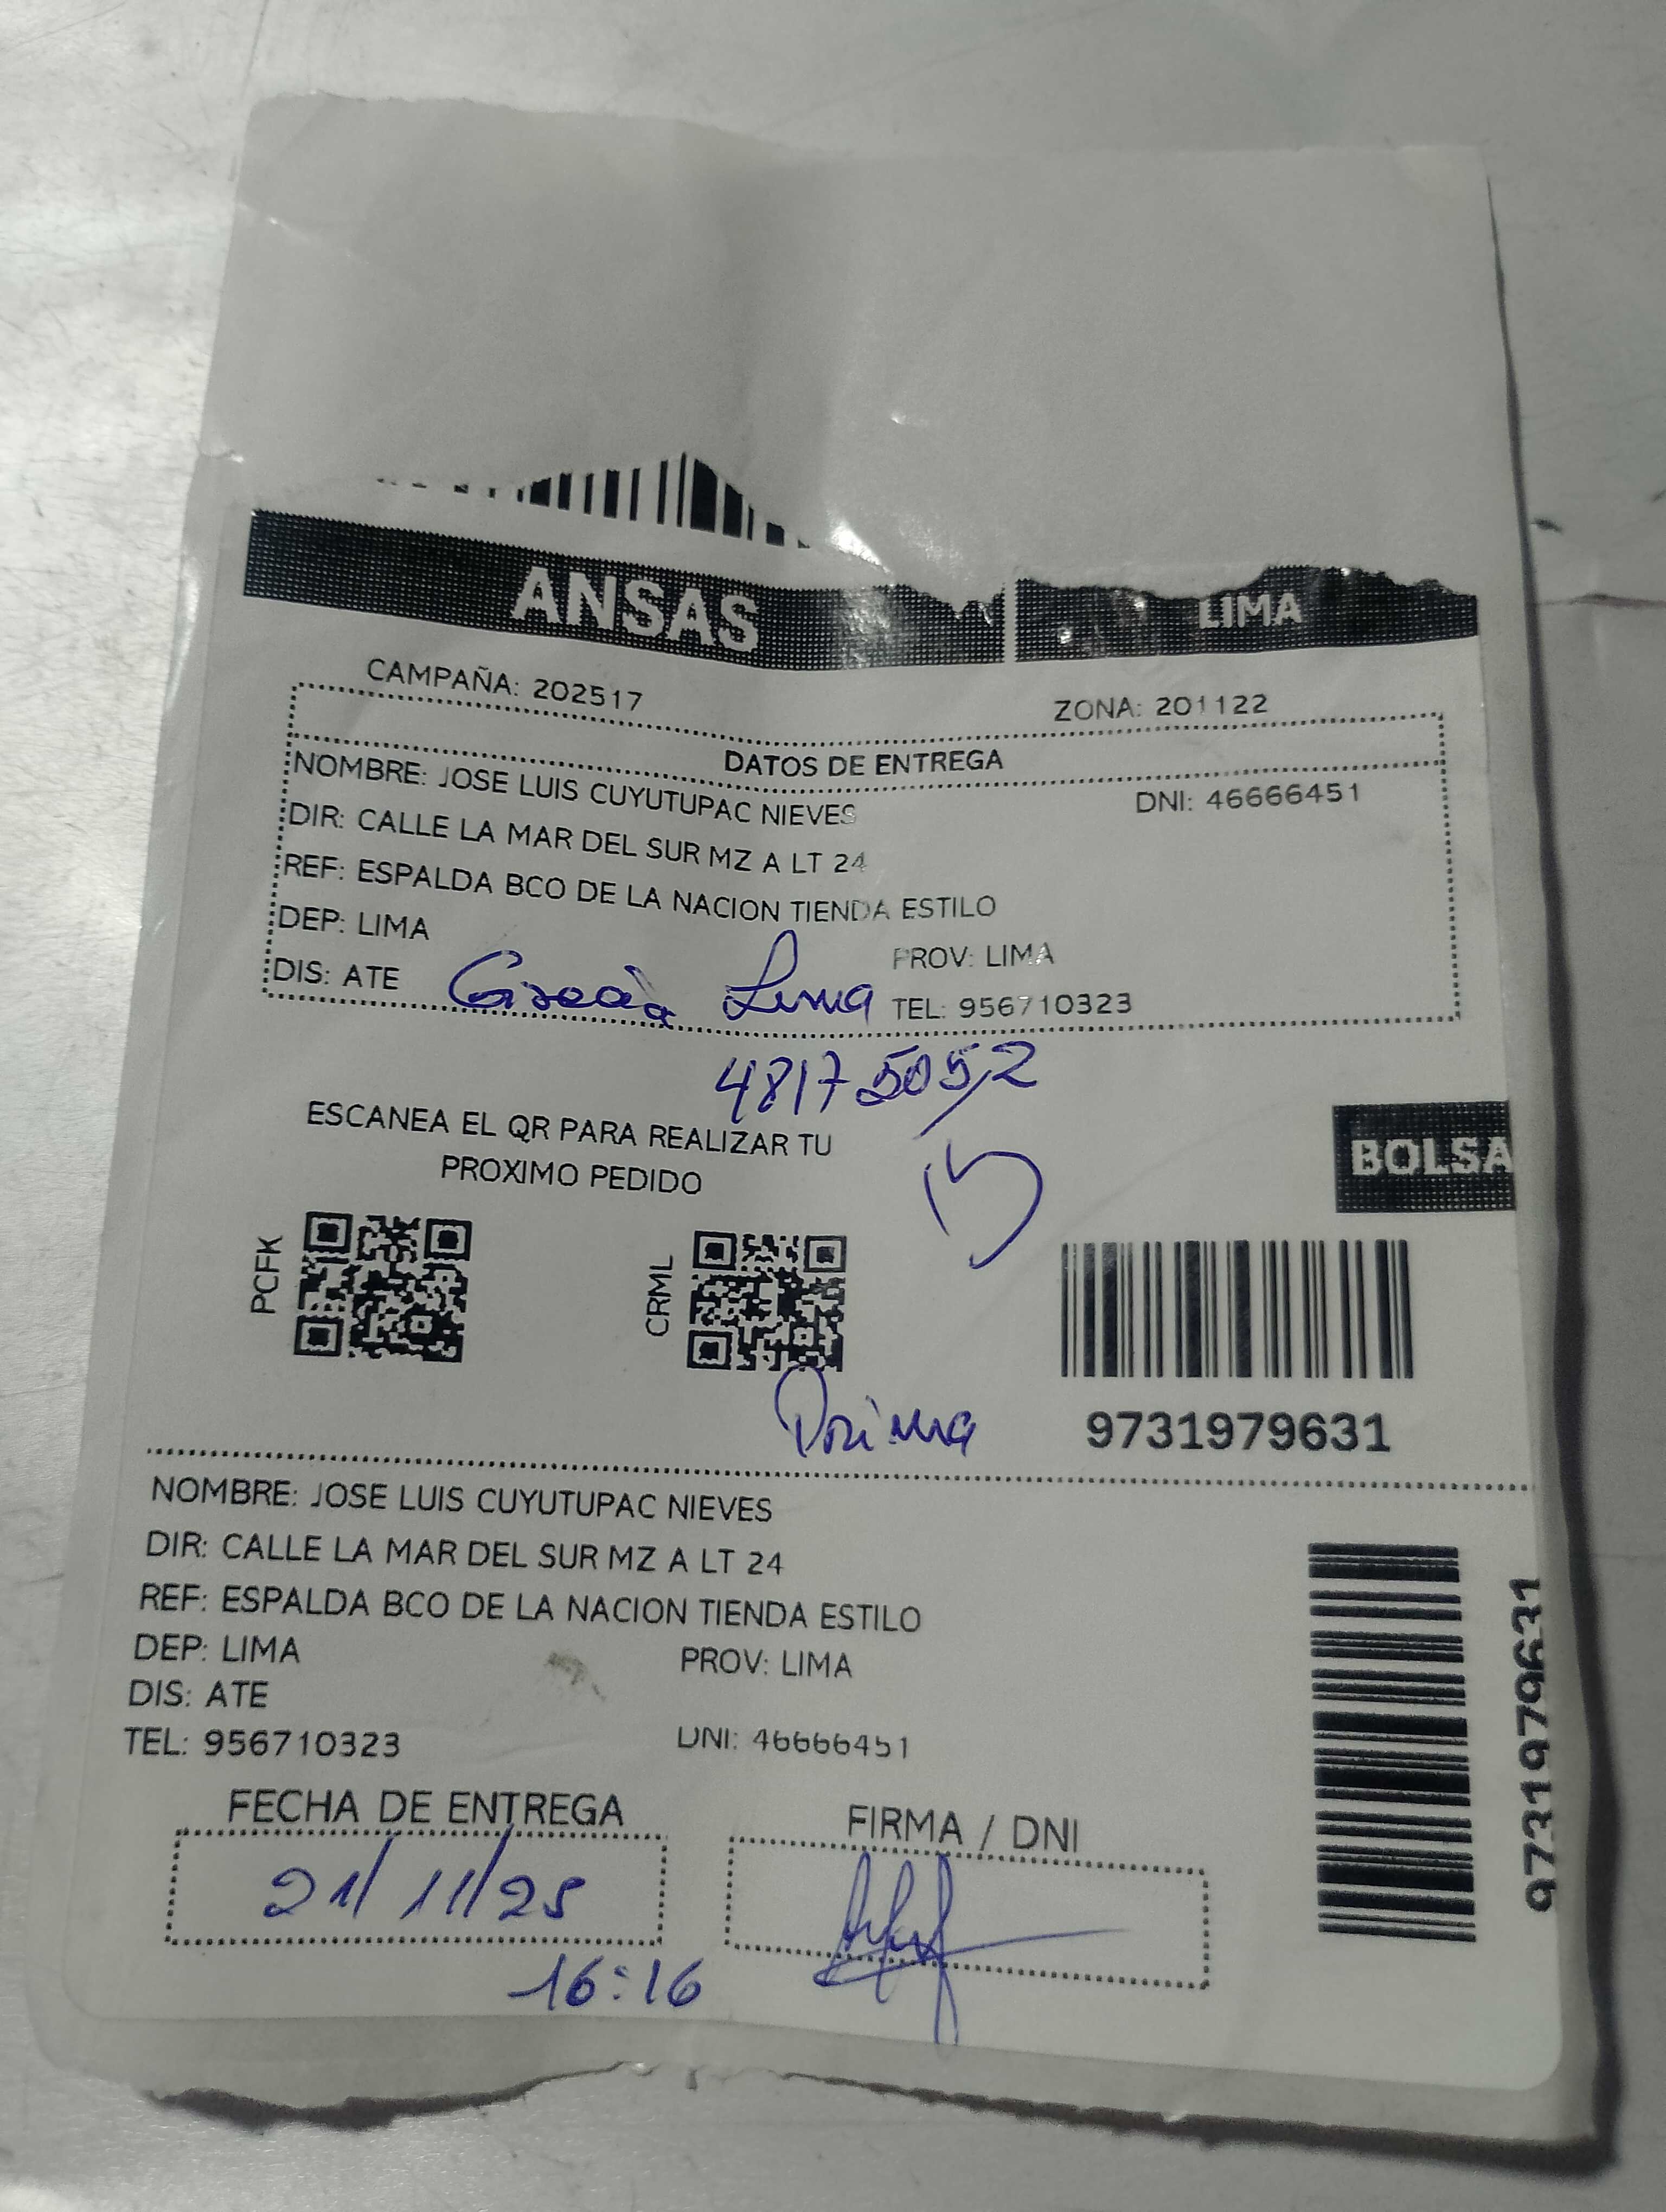 ANSAS LIMA
CAMPAÑA: 202517 ZONA: 201122
DATOS DE ENTREGA
NOMBRE: JOSE LUIS CUYUTUPAC NIEVES DNI: 46666451
DIR: CALLE LA MAR DEL SUR MZ A LT 24
REF: ESPALDA BCO DE LA NACION TIENDA ESTILO
DEP: LIMA PROV: LIMA
DIS: ATE Luna TEL: 956710323
ESCANEA EL QR PARA REALIZAR TU
PROXIMO PEDIDO
BOLSA
PCFK CRML
9731979631
NOMBRE: JOSE LUIS CUYUTUPAC NIEVES
DIR: CALLE LA MAR DEL SUR MZ A LT 24
REF: ESPALDA BCO DE LA NACION TIENDA ESTILO
DEP: LIMA PROV: LIMA
DIS: ATE
TEL: 956710323 DNI: 46666451
9731979631
FECHA DE ENTREGA FIRMA / DNI
21/11/25
16:16